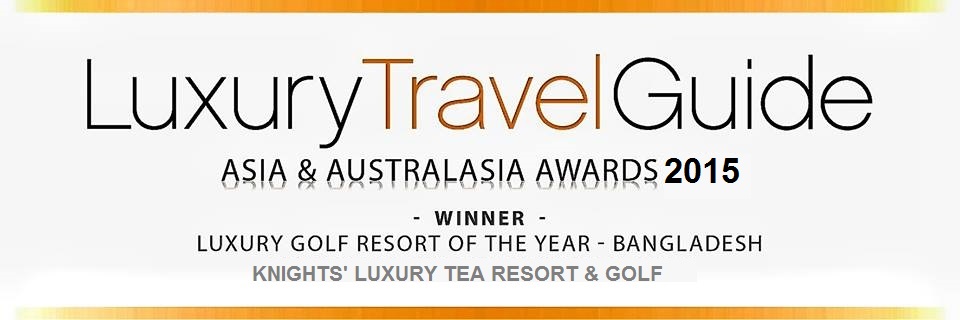 LuxuryTravelGuide
ASIA & AUSTRALASIA AWARDS 2015
- WINNER -
LUXURY GOLF RESORT OF THE YEAR - BANGLADESH
KNIGHTS' LUXURY TEA RESORT & GOLF